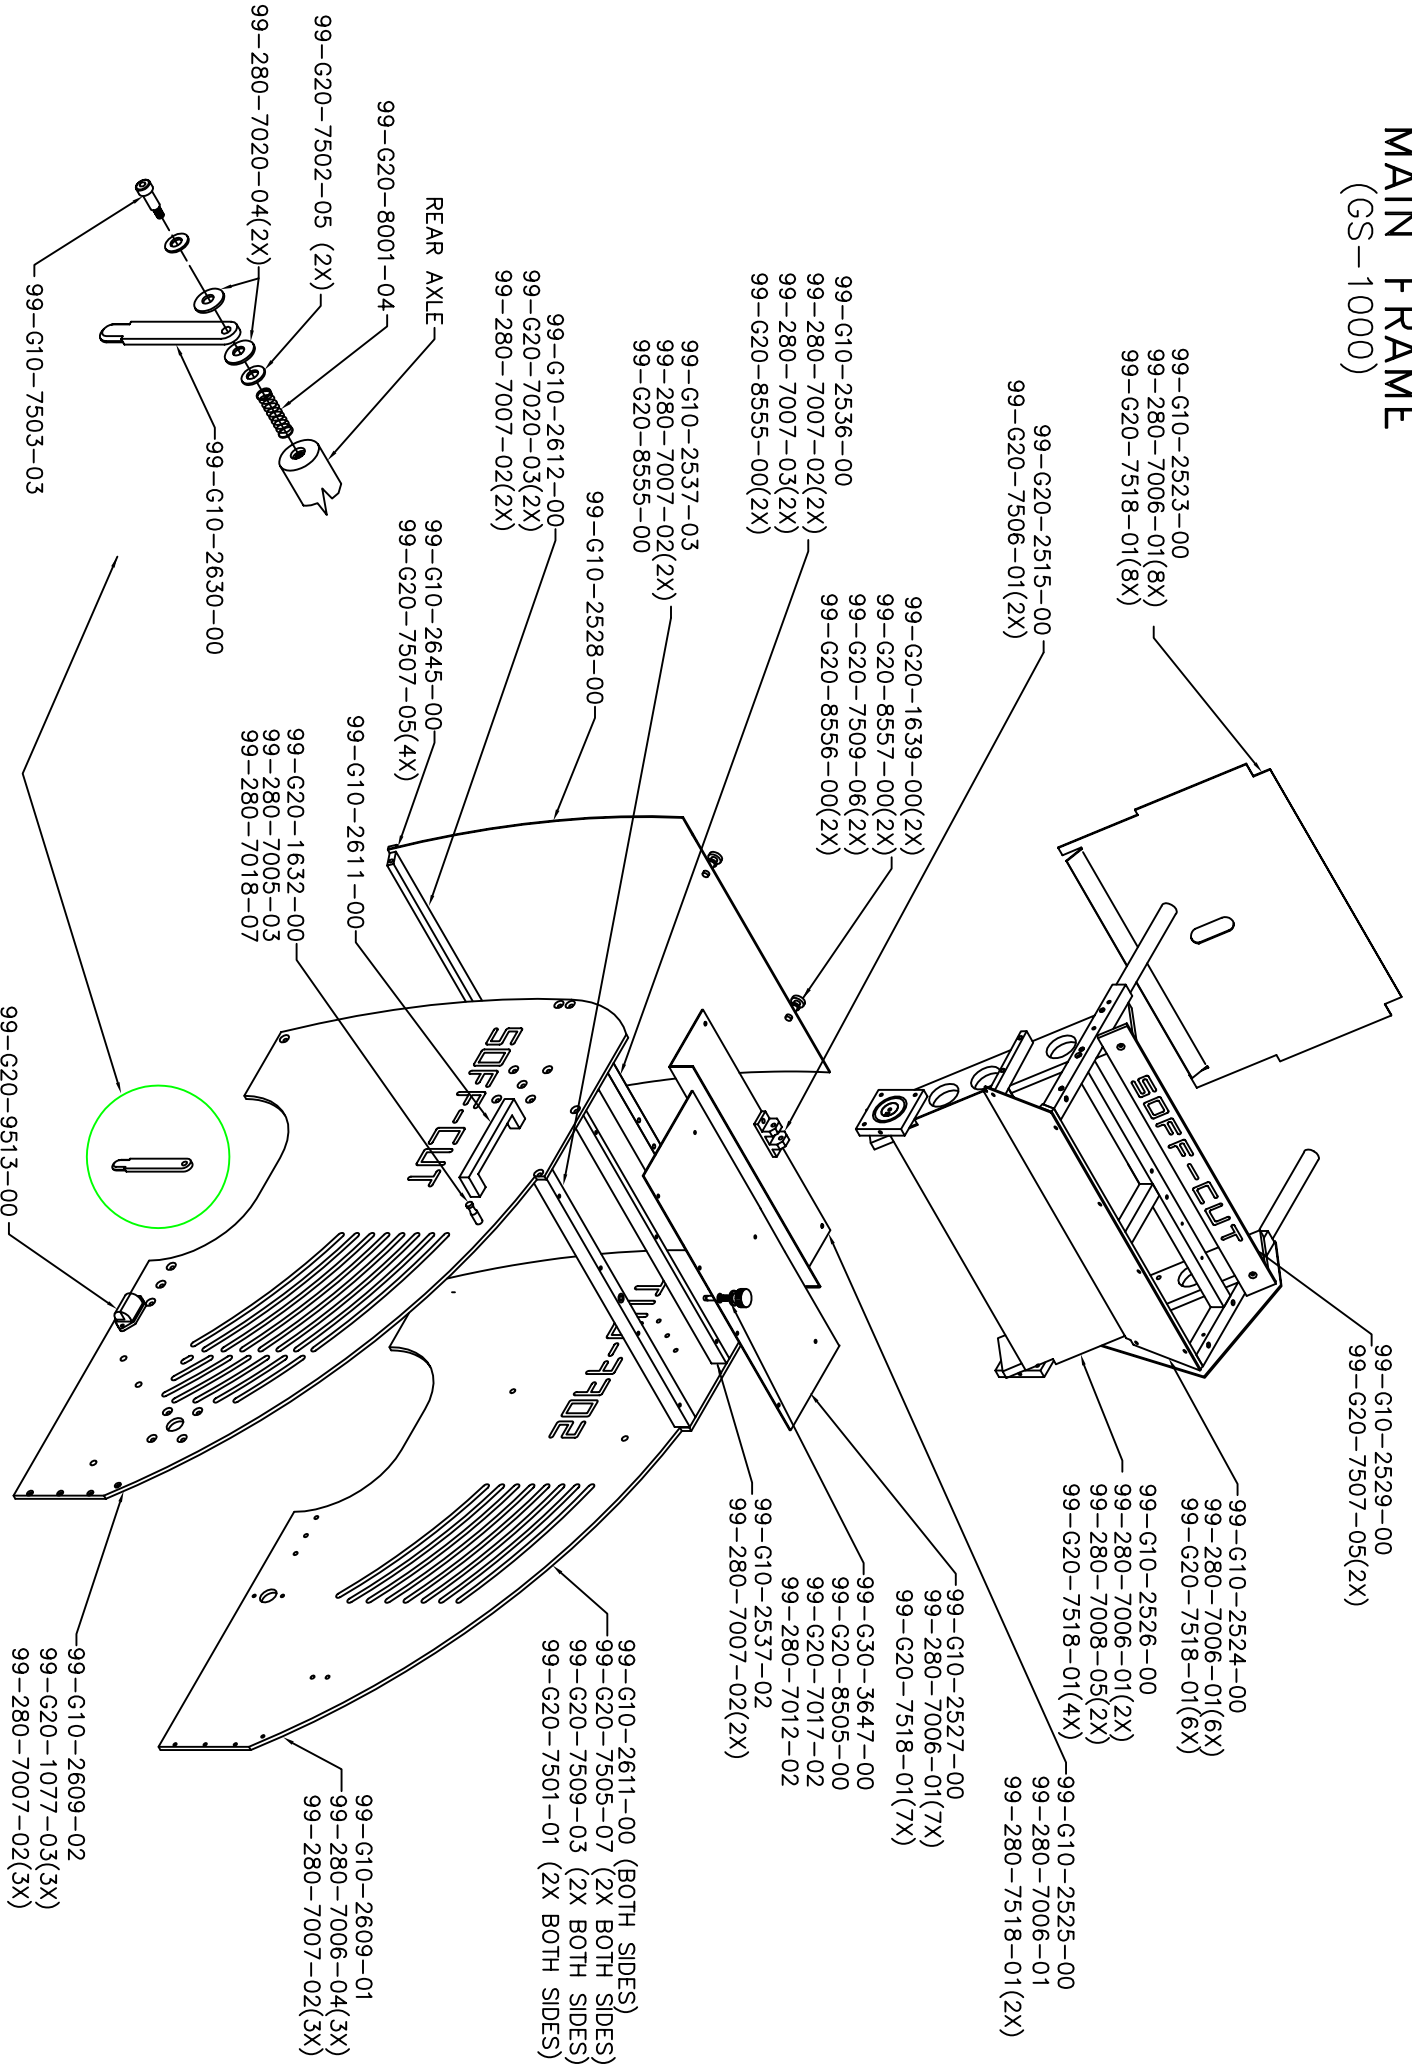 MAIN FRAME
(GS-1000)
99-G10-2523-00
99-280-7006-01(8X)
99-G20-7518-01(8X)
99-G10-2529-00
99-G20-7507-05(2X)
99-G10-2524-00
99-280-7006-01(6X)
99-G20-7518-01(6X)
99-G10-2526-00
99-280-7006-01(2X)
99-280-7008-05(2X)
99-G20-7518-01(4X)
99-G10-2525-00
99-280-7006-01
99-280-7518-01(2X)
99-G20-2515-00
99-G20-7506-01(2X)
99-G20-1639-00(2X)
99-G20-8557-00(2X)
99-G20-7509-06(2X)
99-G20-8556-00(2X)
99-G10-2527-00
99-280-7006-01(7X)
99-G20-7518-01(7X)
99-G30-3647-00
99-G20-8505-00
99-G20-7017-02
99-280-7012-02
99-G10-2537-02
99-280-7007-02(2X)
99-G10-2536-00
99-280-7007-02(2X)
99-280-7007-03(2X)
99-G20-8555-00(2X)
99-G10-2537-03
99-280-7007-02(2X)
99-G20-8555-00
99-G10-2528-00
99-G10-2612-00
99-G20-7020-03(2X)
99-280-7007-02(2X)
99-G10-2645-00
99-G20-7507-05(4X)
99-G10-2611-00
99-G20-1632-00
99-280-7005-03
99-280-7018-07
99-G10-2611-00 (BOTH SIDES)
99-G20-7505-07 (2X BOTH SIDES)
99-G20-7509-03 (2X BOTH SIDES)
99-G20-7501-01 (2X BOTH SIDES)
99-G10-2609-01
99-280-7006-04(3X)
99-280-7007-02(3X)
99-G10-2609-02
99-G20-1077-03(3X)
99-280-7007-02(3X)
99-G20-9513-00
REAR AXLE
99-G20-8001-04
99-G20-7502-05 (2X)
99-280-7020-04(2X)
99-G10-2630-00
99-G10-7503-03
SOFF-CUT
SOFF-CUT